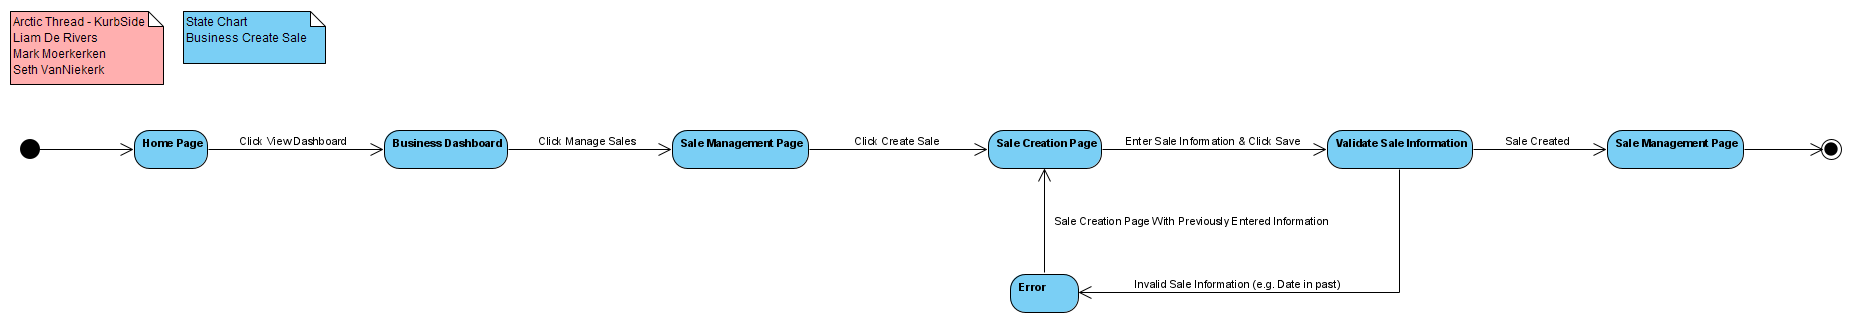 Arctic Thread - KurbSide
Liam De Rivers
Mark Moerkerken
Seth VanNiekerk
State Chart
Business Create Sale
Home Page
Click View Dashboard
Business Dashboard
Click Manage Sales
Sale Management Page
Click Create Sale
Sale Creation Page
Enter Sale Information & Click Save
Validate Sale Information
Sale Created
Sale Management Page
Sale Creation Page With Previously Entered Information
Error
Invalid Sale Information (e.g. Date in past)